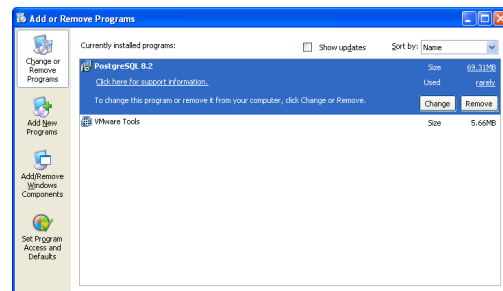 Add or Remove Programs
Change or
Remove
Programs
Add New
Programs
Add/Remove
Windows
Components
Set Program
Access and
Defaults
Currently installed programs:
Show updates
Sort by: Name
PostgreSQL 8.2 Size 69.31MB
Click here for support information. Used rarely
To change this program or remove it from your computer, click Change or Remove. Change Remove
VMware Tools Size 5.66MB